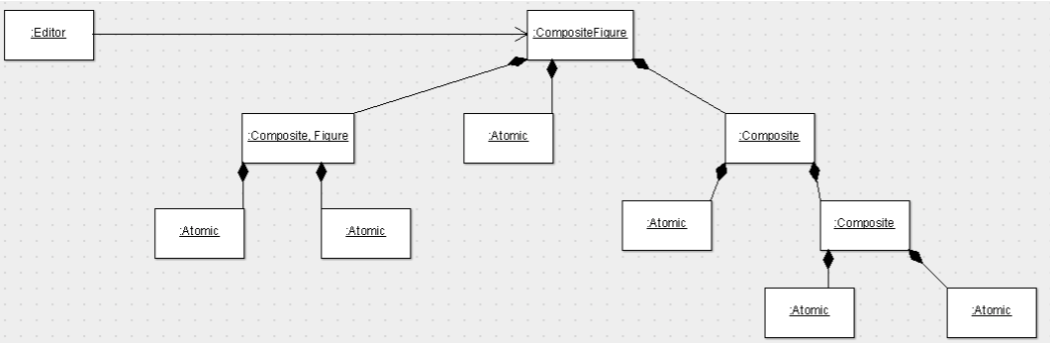 :Editor
:CompositeFigure
:Composite, Figure
:Atomic
:Composite
:Atomic
:Atomic
:Atomic
:Composite
:Atomic
:Atomic